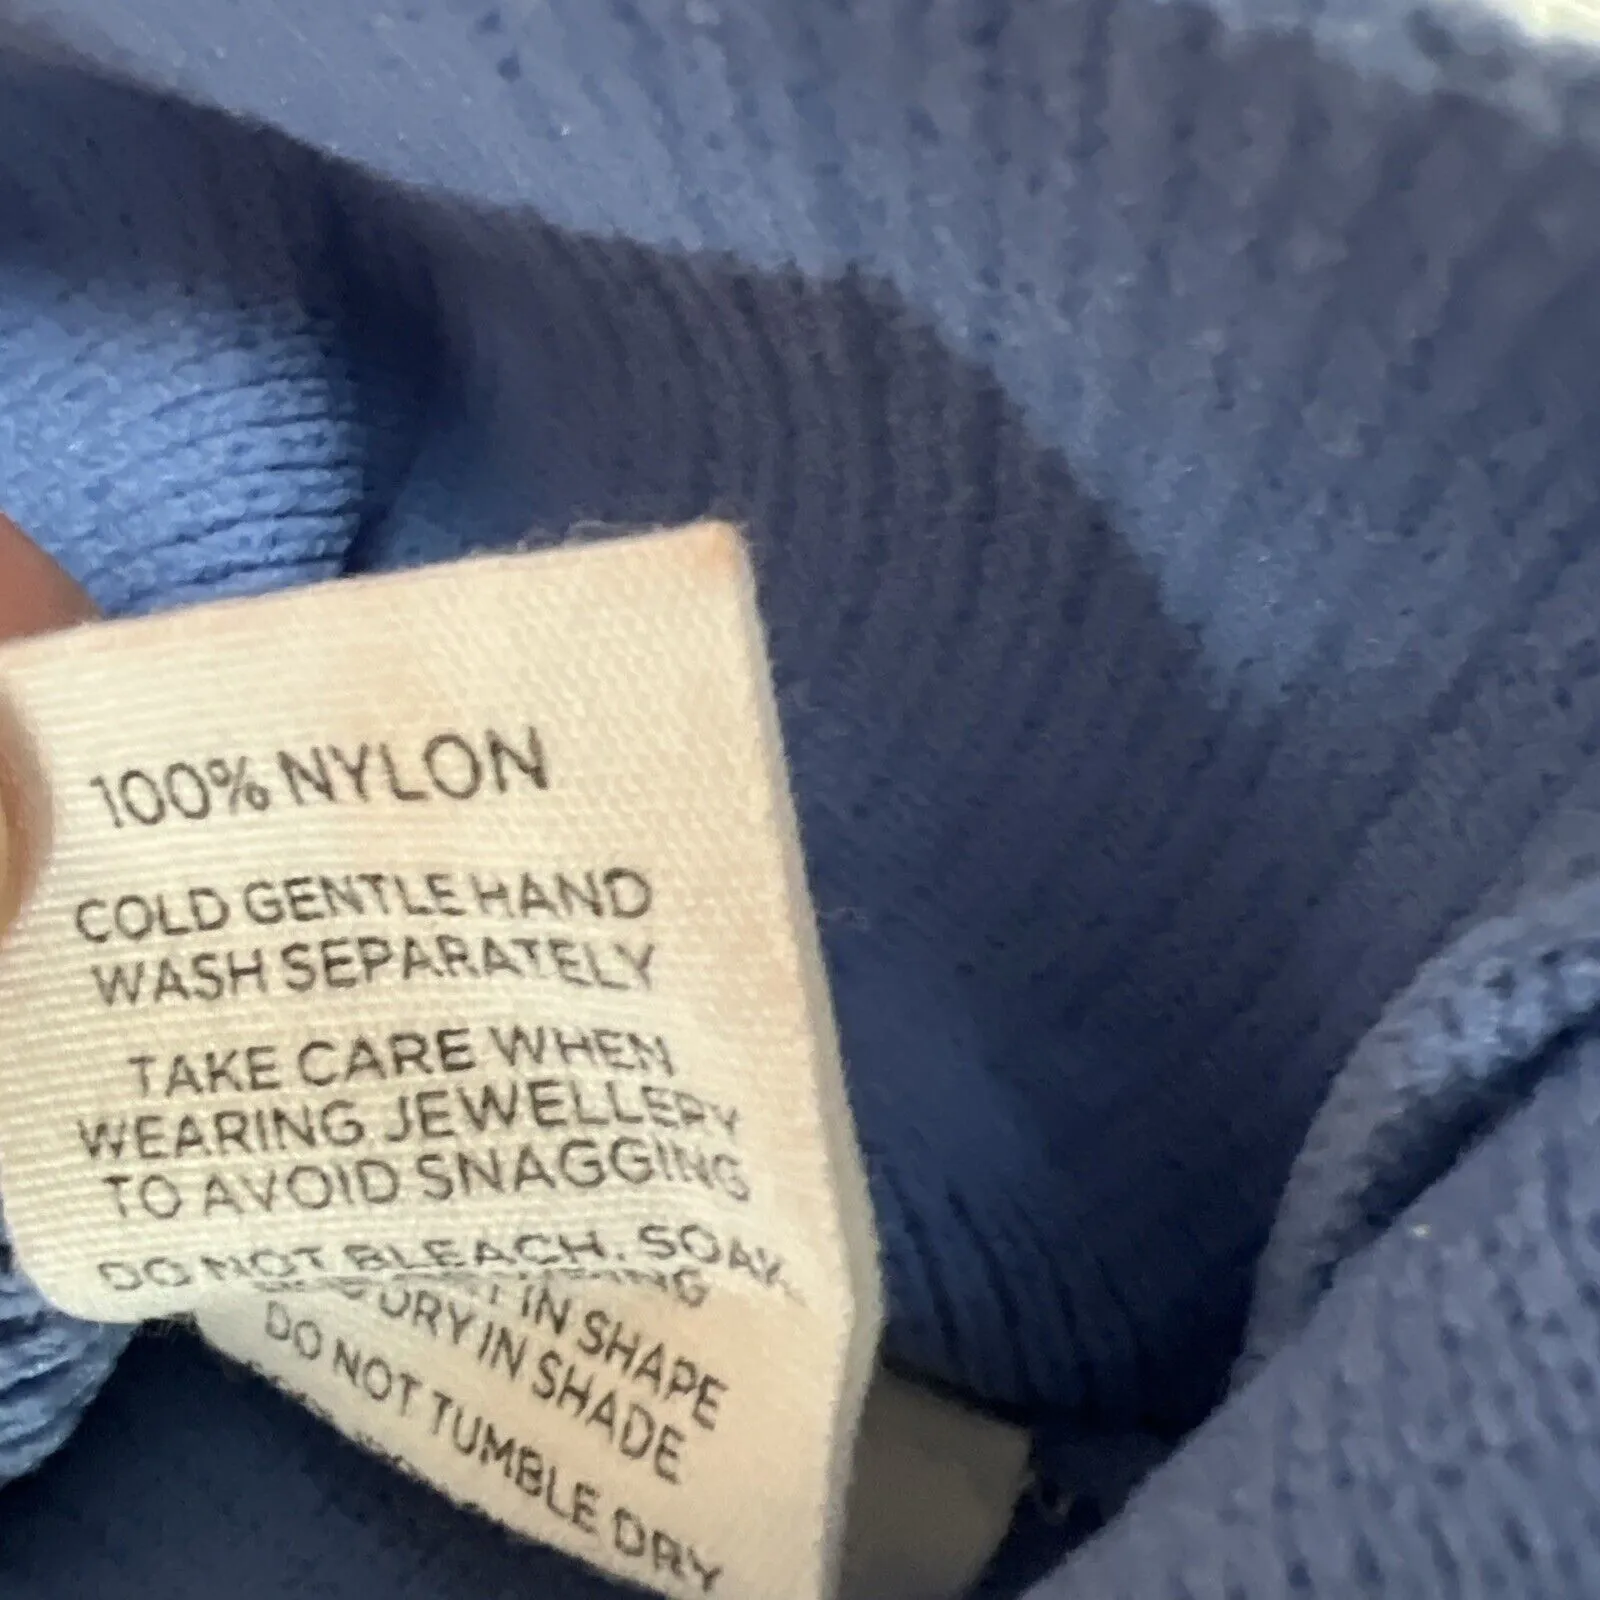 100% NYLON
COLD GENTLE HAND
WASH SEPARATELY
TAKE CARE WHEN
WEARING JEWELLERY
TO AVOID SNAGGING
DO NOT BLEACH. SOAK
IN SHAPE
DRY IN SHADE
DO NOT TUMBLE DRY